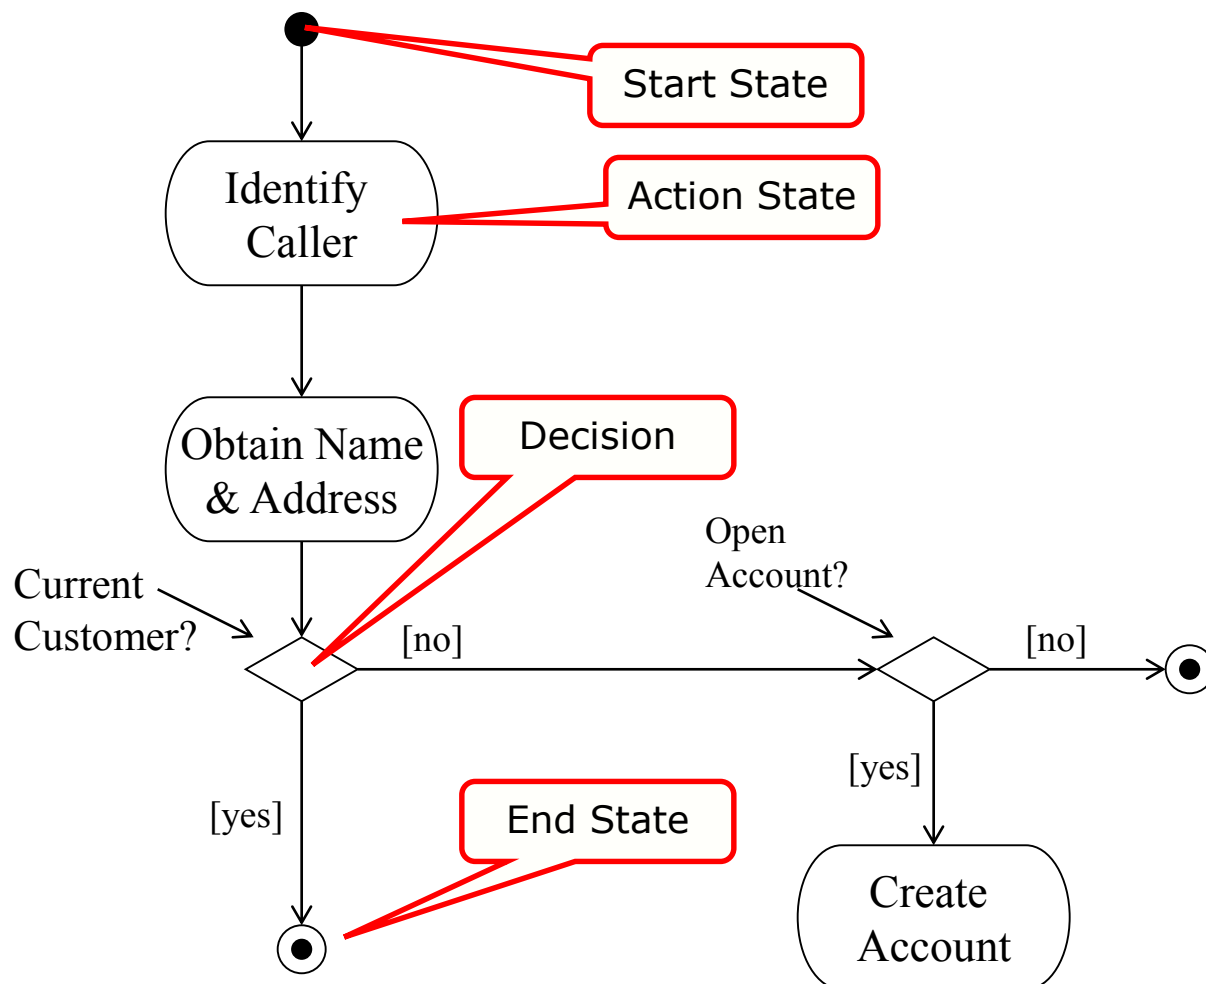 Start State
Identify
Caller
Action State
Obtain Name
& Address
Decision
Open
Account?
Current
Customer?
[no]
[no]
[yes]
[yes]
End State
Create
Account